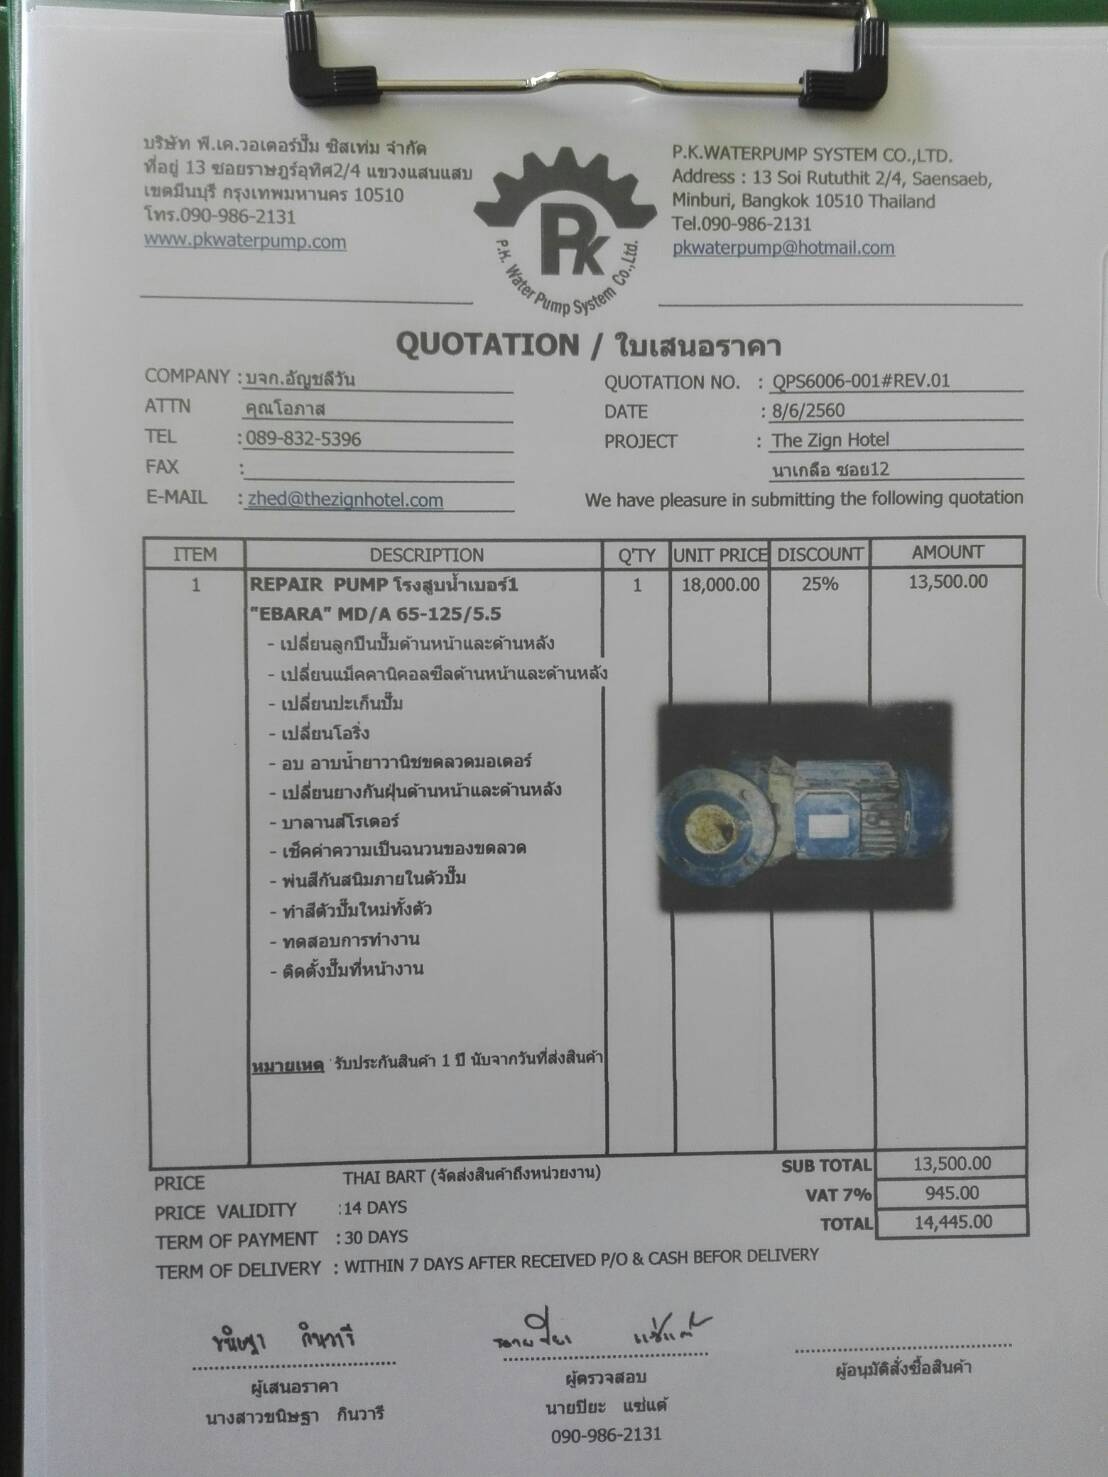 บริษัท พี.เค.วอเตอร์ปั๊ม ซิสเท่ม จำกัด
ที่อยู่ 13 ซอยราษฎร์อุทิศ2/4 แขวงแสนแสบ
เขตมีนบุรี กรุงเทพมหานคร 10510
โทร.090-986-2131
www.pkwaterpump.com
Pk
P.K. Water Pump System Co.,Ltd.
P.K.WATERPUMP SYSTEM CO.,LTD.
Address : 13 Soi Rututhit 2/4, Saensaeb,
Minburi, Bangkok 10510 Thailand
Tel.090-986-2131
pkwaterpump@hotmail.com
QUOTATION / ใบเสนอราคา
COMPANY : บจก.อัญชลีวัน
ATTN คุณโอภาส
TEL : 089-832-5396
FAX :
E-MAIL : zhed@thezignhotel.com
QUOTATION NO. : QPS6006-001#REV.01
DATE : 8/6/2560
PROJECT : The Zign Hotel
นาเกลือ ซอย12
We have pleasure in submitting the following quotation
ITEM DESCRIPTION Q'TY UNIT PRICE DISCOUNT AMOUNT
1 REPAIR PUMP โรงสูบน้ำเบอร์1 1 18,000.00 25% 13,500.00
"EBARA" MD/A 65-125/5.5
- เปลี่ยนลูกปืนปั๊มด้านหน้าและด้านหลัง
- เปลี่ยนแม็คคานิคอลซีลด้านหน้าและด้านหลัง
- เปลี่ยนปะเก็นปั๊ม
- เปลี่ยนโอริ่ง
- อบ อาบน้ำยาวานิชขดลวดมอเตอร์
- เปลี่ยนยางกันฝุ่นด้านหน้าและด้านหลัง
- บาลานส์โรเตอร์
- เช็คค่าความเป็นฉนวนของขดลวด
- พ่นสีกันสนิมภายในตัวปั๊ม
- ทำสีตัวปั๊มใหม่ทั้งตัว
- ทดสอบการทำงาน
- ติดตั้งปั๊มที่หน้างาน
หมายเหตุ รับประกันสินค้า 1 ปี นับจากวันที่ส่งสินค้า
SUB TOTAL 13,500.00
VAT 7% 945.00
TOTAL 14,445.00
PRICE THAI BART (จัดส่งสินค้าถึงหน่วยงาน)
PRICE VALIDITY : 14 DAYS
TERM OF PAYMENT : 30 DAYS
TERM OF DELIVERY : WITHIN 7 DAYS AFTER RECEIVED P/O & CASH BEFOR DELIVERY
ขนิษฐา กินวารี
นายปิยะ แซ่แต้
ผู้เสนอราคา
นางสาวขนิษฐา กินวารี
ผู้ตรวจสอบ
นายปิยะ แซ่แต้
090-986-2131
ผู้อนุมัติสั่งซื้อสินค้า